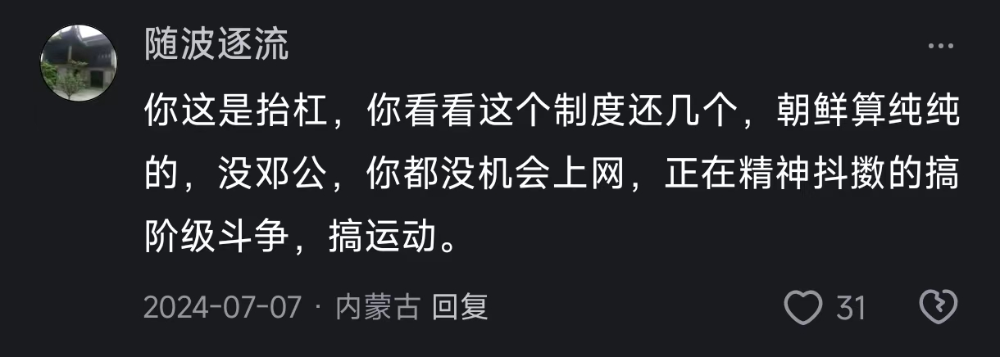 随波逐流
你这是抬杠，你看看这个制度还几个，朝鲜算纯纯
的，没邓公，你都没机会上网，正在精神抖擞的搞
阶级斗争，搞运动。
2024-07-07 · 内蒙古 回复
31